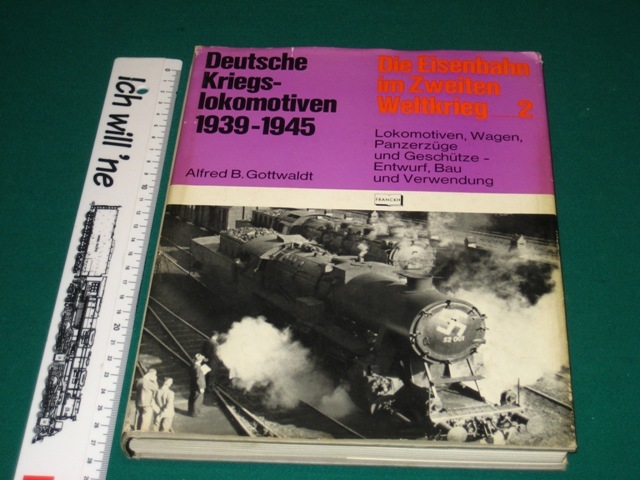 Deutsche
Kriegs-
lokomotiven
1939-1945
Alfred B. Gottwaldt
Die Eisenbahn
im Zweiten
Weltkrieg 2
Lokomotiven, Wagen,
Panzerzüge
und Geschütze -
Entwurf, Bau
und Verwendung
FRANCKH
52 001
Ich will 'ne